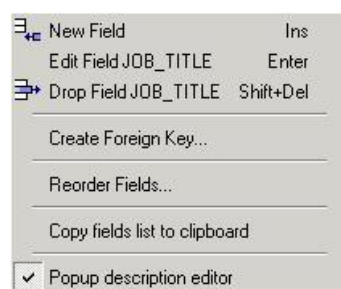 New Field Ins
Edit Field JOB_TITLE Enter
Drop Field JOB_TITLE Shift+Del
Create Foreign Key...
Reorder Fields...
Copy fields list to clipboard
Popup description editor